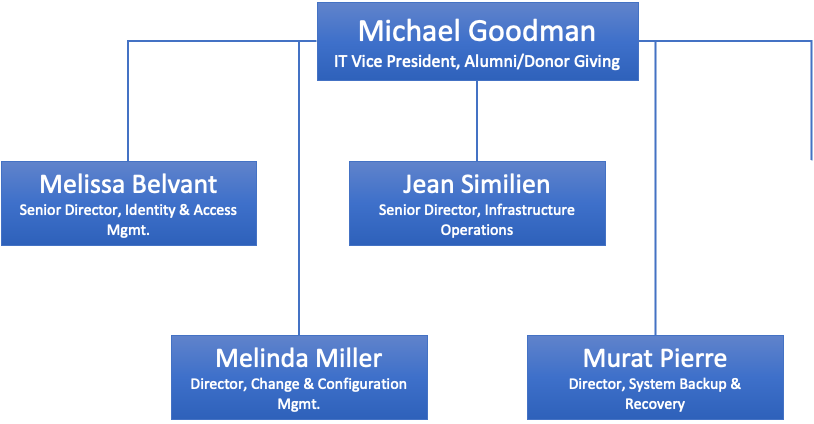 Michael Goodman
IT Vice President, Alumni/Donor Giving
Melissa Belvant
Senior Director, Identity & Access
Mgmt.
Jean Similien
Senior Director, Infrastructure
Operations
Melinda Miller
Director, Change & Configuration
Mgmt.
Murat Pierre
Director, System Backup &
Recovery